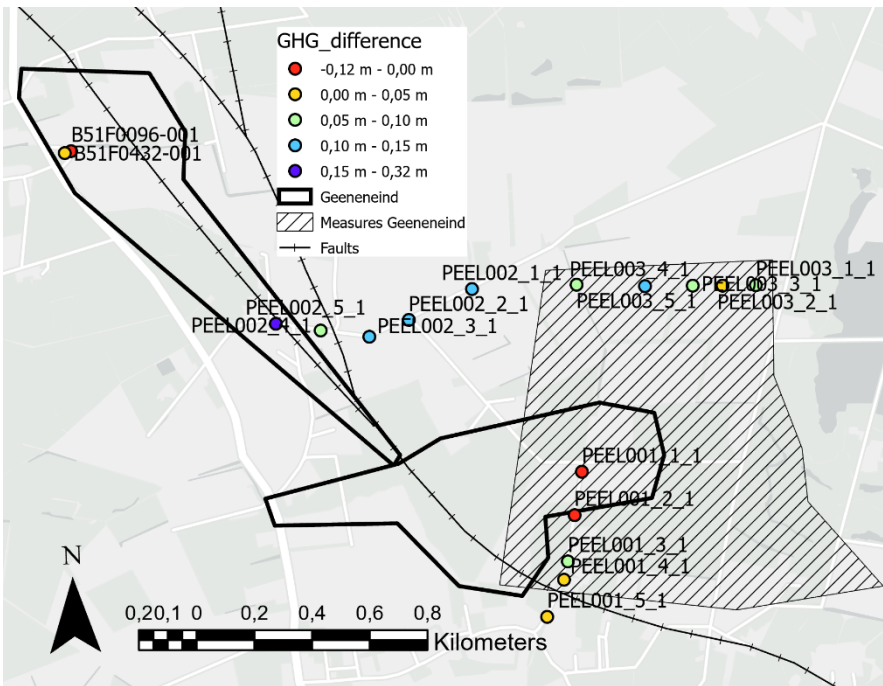 GHG_difference
-0,12 m - 0,00 m
0,00 m - 0,05 m
0,05 m - 0,10 m
0,10 m - 0,15 m
0,15 m - 0,32 m
Geeneneind
Measures Geeneneind
Faults
B51F0096-001
B51F0432-001
PEEL002_1_1
PEEL003_4_1
PEEL003_1_1
PEEL003_3_1
PEEL002_5_1
PEEL002_2_1
PEEL003_5_1
PEEL003_2_1
PEEL002_4_1
PEEL002_3_1
PEEL001_1_1
PEEL001_2_1
PEEL001_3_1
PEEL001_4_1
PEEL001_5_1
N
0,20,1 0 0,2 0,4 0,6 0,8
Kilometers